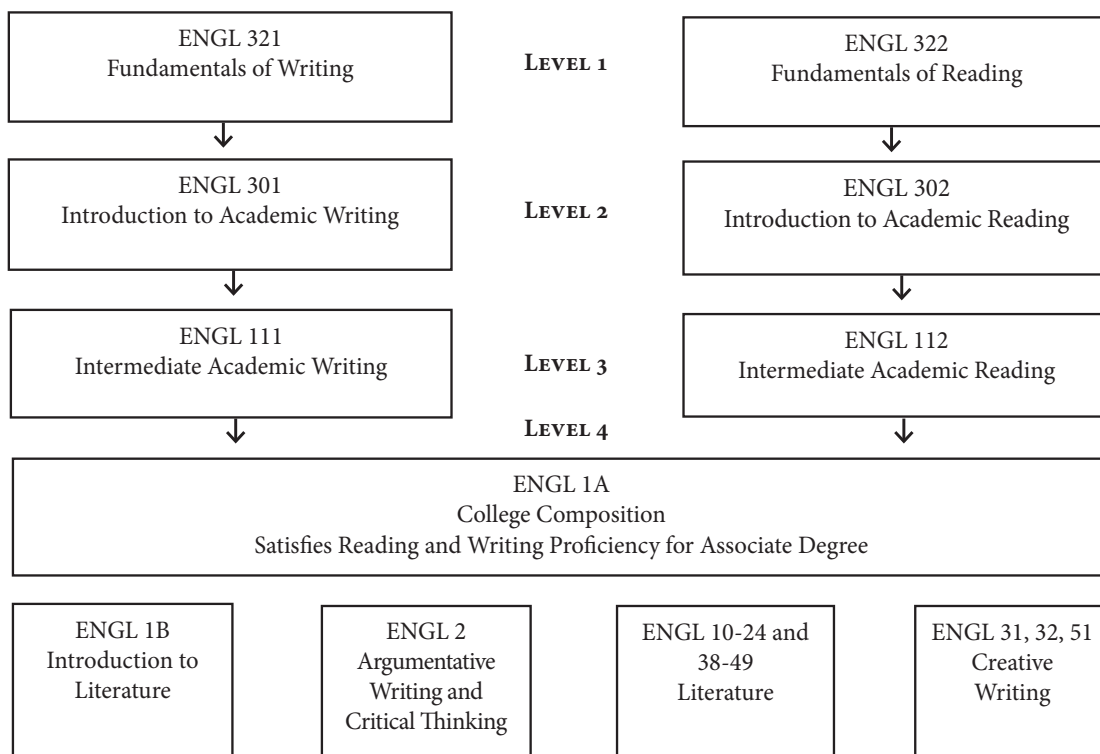 ENGL 321
Fundamentals of Writing
LEVEL 1
ENGL 322
Fundamentals of Reading
ENGL 301
Introduction to Academic Writing
LEVEL 2
ENGL 302
Introduction to Academic Reading
ENGL 111
Intermediate Academic Writing
LEVEL 3
ENGL 112
Intermediate Academic Reading
LEVEL 4
ENGL 1A
College Composition
Satisfies Reading and Writing Proficiency for Associate Degree
ENGL 1B
Introduction to
Literature
ENGL 2
Argumentative
Writing and
Critical Thinking
ENGL 10-24 and
38-49
Literature
ENGL 31, 32, 51
Creative
Writing